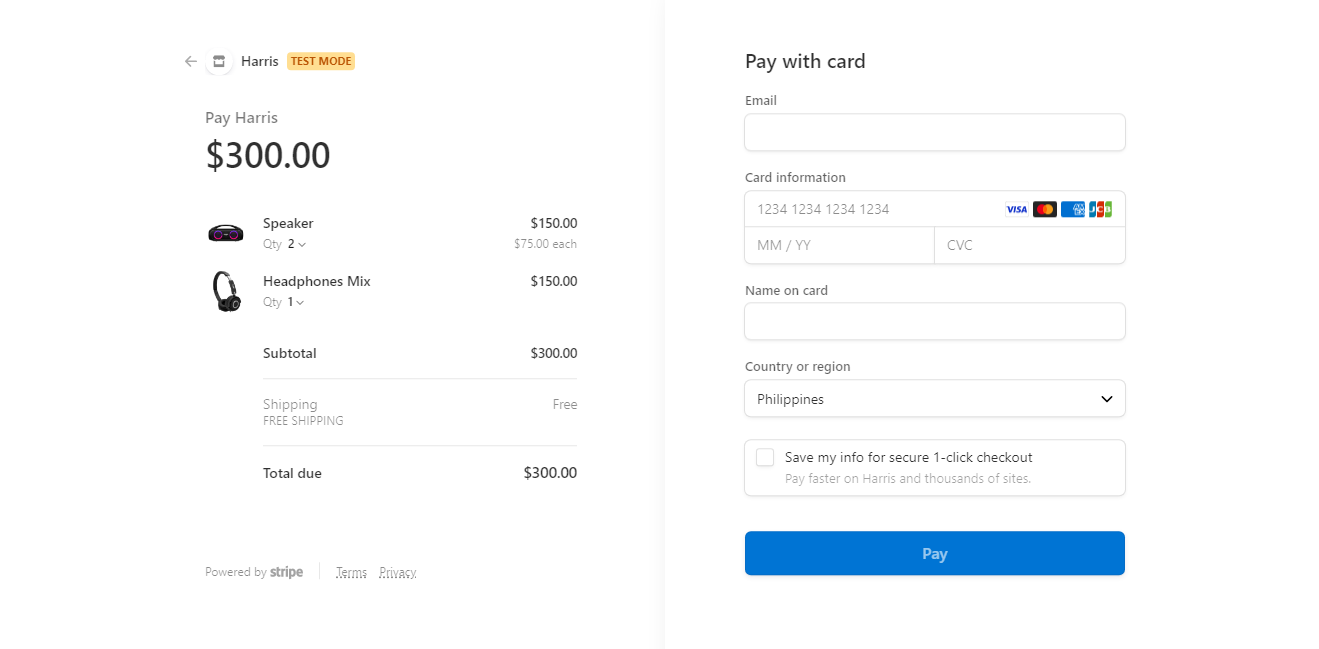 Harris TEST MODE
Pay Harris
$300.00
Speaker $150.00
Qty 2 $75.00 each
Headphones Mix $150.00
Qty 1
Subtotal $300.00
Shipping Free
FREE SHIPPING
Total due $300.00
Powered by stripe Terms Privacy
Pay with card
Email
Card information
1234 1234 1234 1234 VISA AMEX JCB
MM / YY CVC
Name on card
Country or region
Philippines
Save my info for secure 1-click checkout
Pay faster on Harris and thousands of sites.
Pay